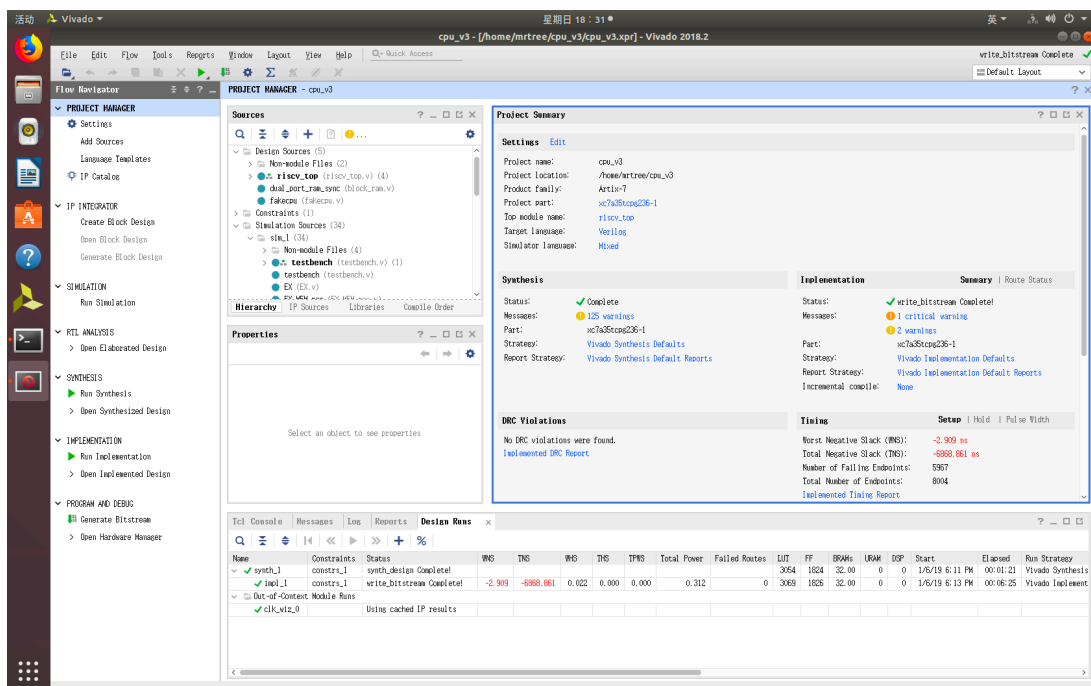 活动 Vivado 星期日 18：31 英
cpu_v3 - [/home/mrtree/cpu_v3/cpu_v3.xpr] - Vivado 2018.2
File Edit Flow Tools Reports Window Layout View Help Q- Quick Access write_bitstream Complete
Default Layout
Flow Navigator
PROJECT MANAGER
Settings
Add Sources
Language Templates
IP Catalog
IP INTEGRATOR
Create Block Design
Open Block Design
Generate Block Design
SIMULATION
Run Simulation
RTL ANALYSIS
Open Elaborated Design
SYNTHESIS
Run Synthesis
Open Synthesized Design
IMPLEMENTATION
Run Implementation
Open Implemented Design
PROGRAM AND DEBUG
Generate Bitstream
Open Hardware Manager
PROJECT MANAGER - cpu_v3
Sources
Design Sources (5)
Non-module Files (2)
riscv_top (riscv_top.v) (4)
dual_port_ram_sync (block_ram.v)
fakecpu (fakecpu.v)
Constraints (1)
Simulation Sources (34)
sim_1 (34)
Non-module Files (4)
testbench (testbench.v) (1)
testbench (testbench.v)
EX (EX.v)
Hierarchy IP Sources Libraries Compile Order
Properties
Select an object to see properties
Project Summary
Settings Edit
Project name: cpu_v3
Project location: /home/mrtree/cpu_v3
Product family: Artix-7
Project part: xc7a35tcpg236-1
Top module name: riscv_top
Target language: Verilog
Simulator language: Mixed
Synthesis
Status: Complete
Messages: 125 warnings
Part: xc7a35tcpg236-1
Strategy: Vivado Synthesis Defaults
Report Strategy: Vivado Synthesis Default Reports
Implementation Summary | Route Status
Status: write_bitstream Complete!
Messages: 1 critical warning
2 warnings
Part: xc7a35tcpg236-1
Strategy: Vivado Implementation Defaults
Report Strategy: Vivado Implementation Default Reports
Incremental compile: None
DRC Violations
No DRC violations were found.
Implemented DRC Report
Timing Setup | Hold | Pulse Width
Worst Negative Slack (WNS): -2.909 ns
Total Negative Slack (TNS): -6868.861 ns
Number of Failing Endpoints: 5967
Total Number of Endpoints: 8004
Implemented Timing Report
Tcl Console Messages Log Reports Design Runs
Name Constraints Status WNS TNS WHS THS TPWS Total Power Failed Routes LUT FF BRAMs URAM DSP Start Elapsed Run Strategy
synth_1 constrs_1 synth_design Complete! 3054 1824 32.00 0 0 1/6/19 6:11 PM 00:01:21 Vivado Synthesis
impl_1 constrs_1 write_bitstream Complete! -2.909 -6868.861 0.022 0.000 0.000 0.312 0 3069 1826 32.00 0 0 1/6/19 6:13 PM 00:06:25 Vivado Implement
Out-of-Context Module Runs
clk_wiz_0 Using cached IP results